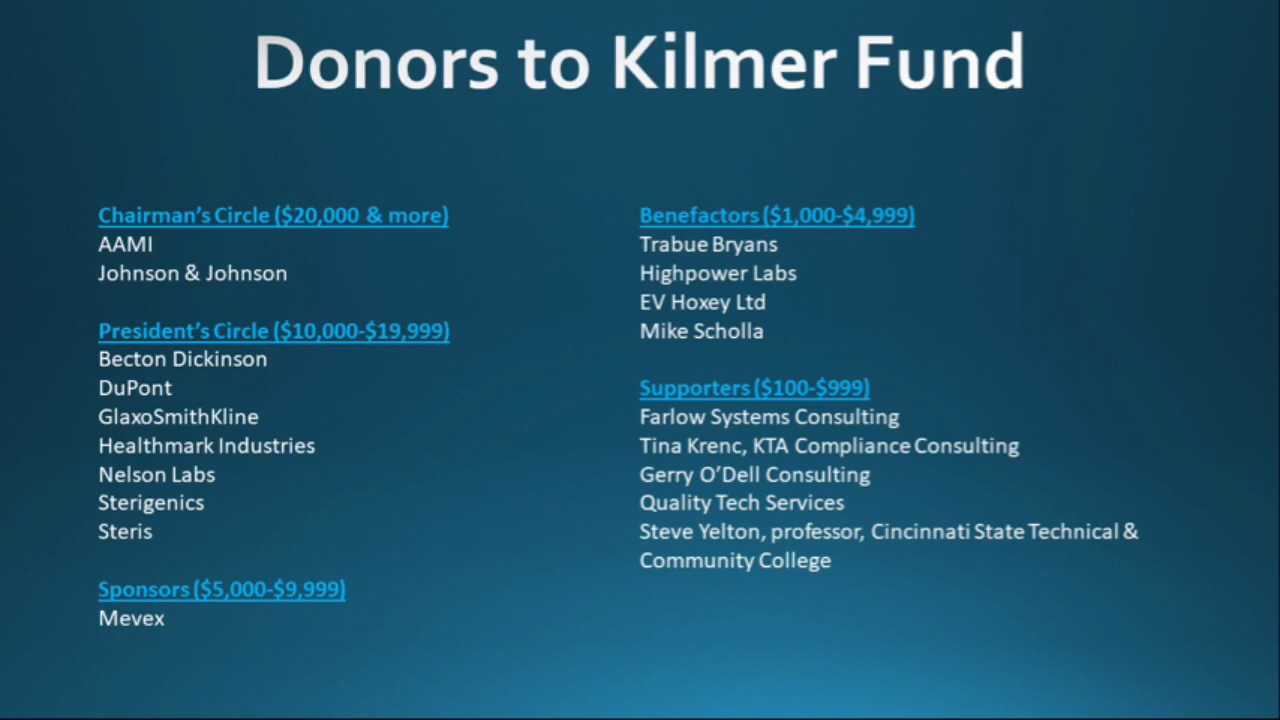 Donors to Kilmer Fund
Chairman's Circle ($20,000 & more)
AAMI
Johnson & Johnson
President's Circle ($10,000-$19,999)
Becton Dickinson
DuPont
GlaxoSmithKline
Healthmark Industries
Nelson Labs
Sterigenics
Steris
Sponsors ($5,000-$9,999)
Mevex
Benefactors ($1,000-$4,999)
Trabue Bryans
Highpower Labs
EV Hoxey Ltd
Mike Scholla
Supporters ($100-$999)
Farlow Systems Consulting
Tina Krenc, KTA Compliance Consulting
Gerry O'Dell Consulting
Quality Tech Services
Steve Yelton, professor, Cincinnati State Technical &
Community College